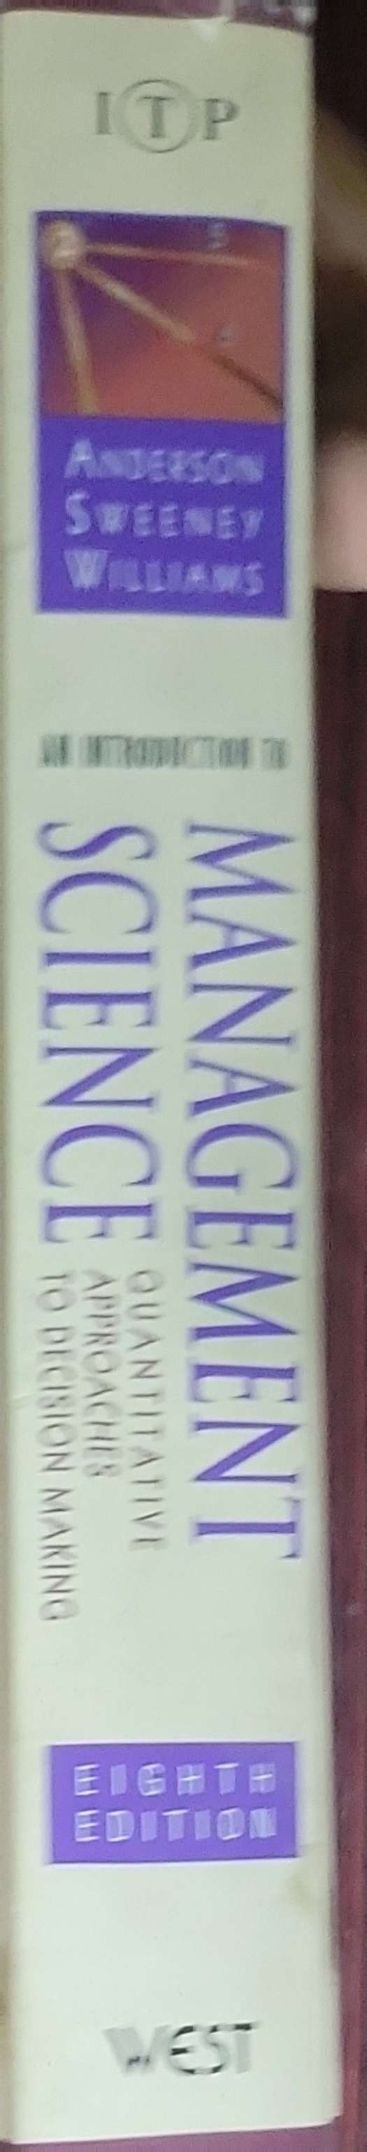 ITP
ANDERSON
SWEENEY
WILLIAMS
AN INTRODUCTION TO
MANAGEMENT
SCIENCE
QUANTITATIVE
APPROACHES
TO DECISION MAKING
EIGHTH
EDITION
WEST